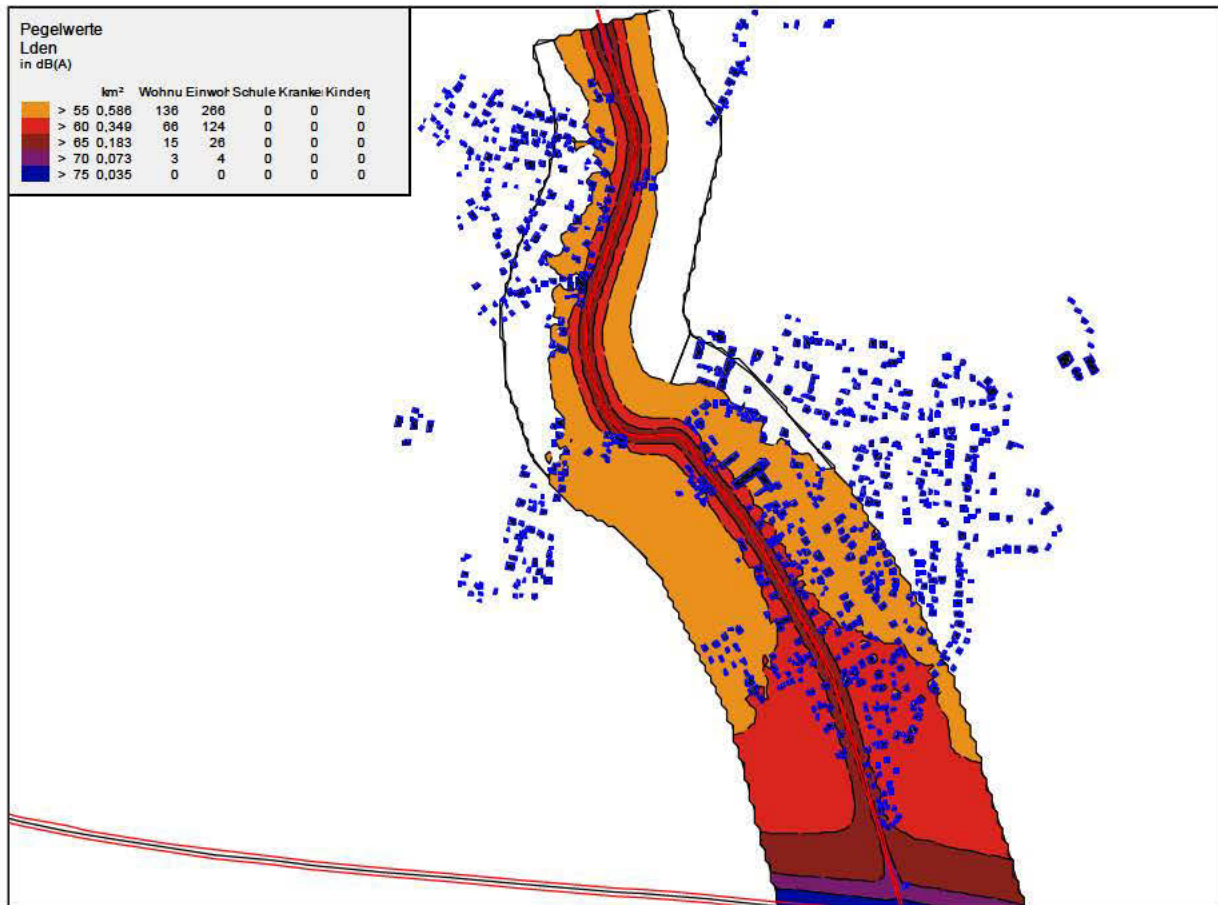 Pegelwerte
Lden
in dB(A)
km² Wohnu Einwoh Schule Kranke Kinderg
> 55 0,586 136 266 0 0 0
> 60 0,349 66 124 0 0 0
> 65 0,183 15 26 0 0 0
> 70 0,073 3 4 0 0 0
> 75 0,035 0 0 0 0 0